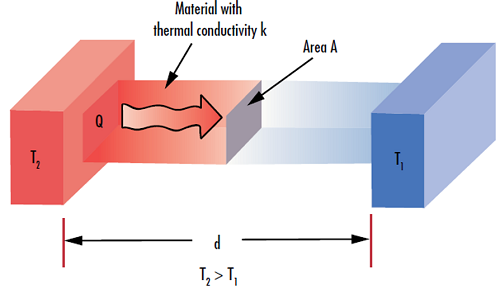 Material with
thermal conductivity k
Area A
Q
T₂
T₁
d
T₂ > T₁